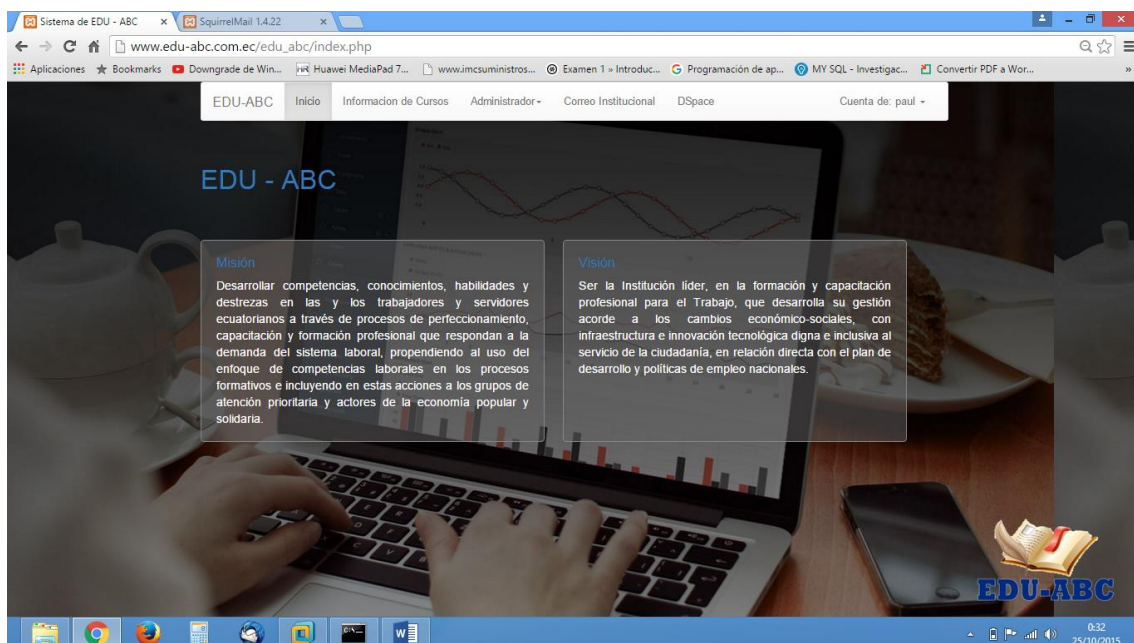 Sistema de EDU - ABC
SquirrelMail 1.4.22
www.edu-abc.com.ec/edu_abc/index.php
Aplicaciones Bookmarks Downgrade de Win... Huawei MediaPad 7... www.imcsuministros... Examen 1 » Introduc... Programación de ap... MY SQL - Investigac... Convertir PDF a Wor... »
EDU-ABC Inicio Informacion de Cursos Administrador Correo Institucional DSpace Cuenta de: paul
EDU - ABC
Misión
Desarrollar competencias, conocimientos, habilidades y
destrezas en las y los trabajadores y servidores
ecuatorianos a través de procesos de perfeccionamiento,
capacitación y formación profesional que respondan a la
demanda del sistema laboral, propendiendo al uso del
enfoque de competencias laborales en los procesos
formativos e incluyendo en estas acciones a los grupos de
atención prioritaria y actores de la economía popular y
solidaria.
Visión
Ser la Institución líder, en la formación y capacitación
profesional para el Trabajo, que desarrolla su gestión
acorde a los cambios económico-sociales, con
infraestructura e innovación tecnológica digna e inclusiva al
servicio de la ciudadanía, en relación directa con el plan de
desarrollo y políticas de empleo nacionales.
EDU-ABC
0:32
25/10/2015